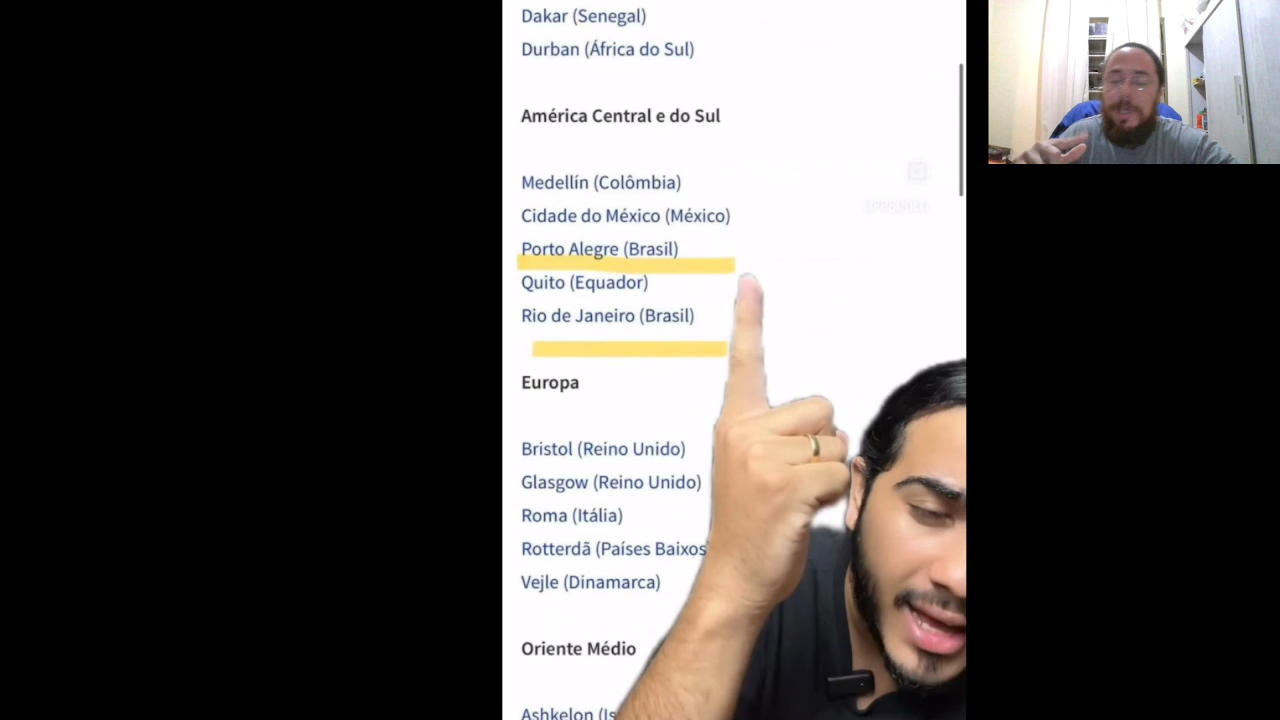 Dakar (Senegal)
Durban (África do Sul)
América Central e do Sul
Medellín (Colômbia)
Cidade do México (México)
Porto Alegre (Brasil)
Quito (Equador)
Rio de Janeiro (Brasil)
Europa
Bristol (Reino Unido)
Glasgow (Reino Unido)
Roma (Itália)
Rotterdã (Países Baixos
Vejle (Dinamarca)
Oriente Médio
Ashkelon (Is